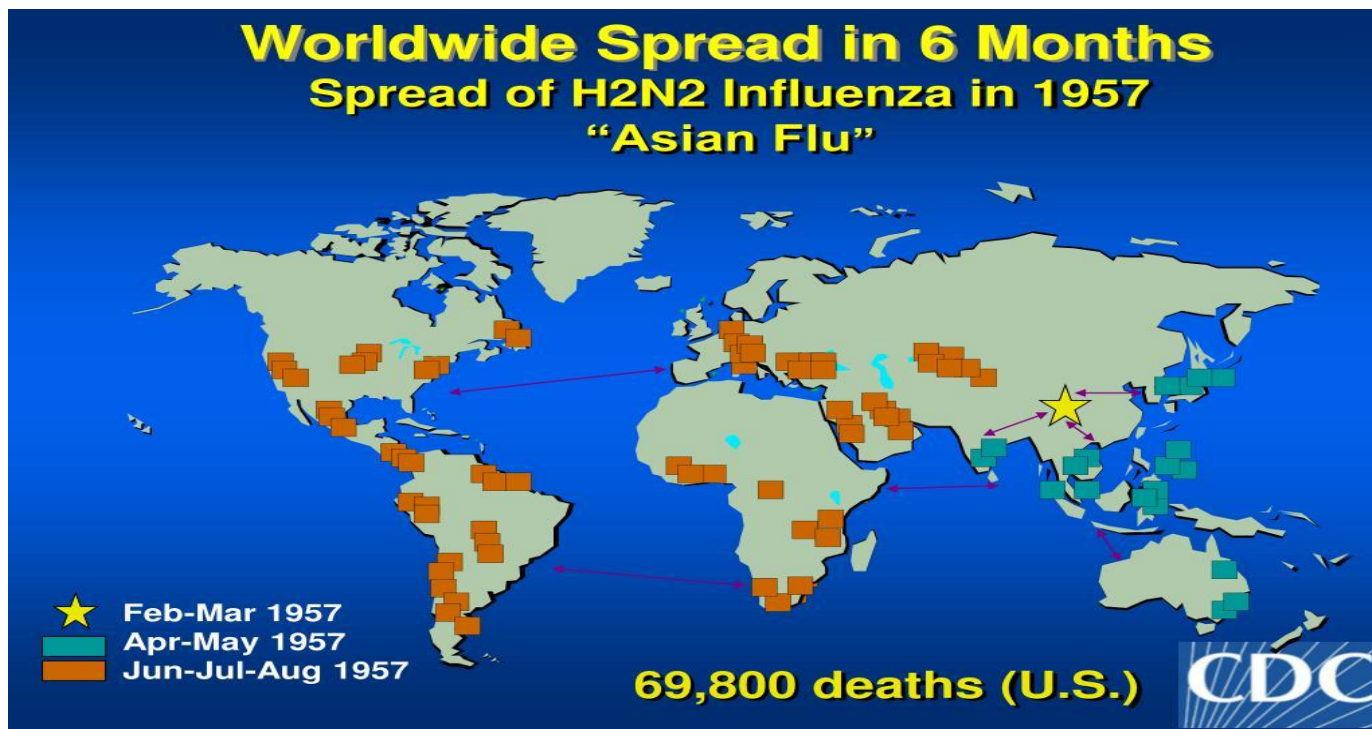 Worldwide Spread in 6 Months
Spread of H2N2 Influenza in 1957
“Asian Flu”
Feb-Mar 1957
Apr-May 1957
Jun-Jul-Aug 1957
69,800 deaths (U.S.)
CDC